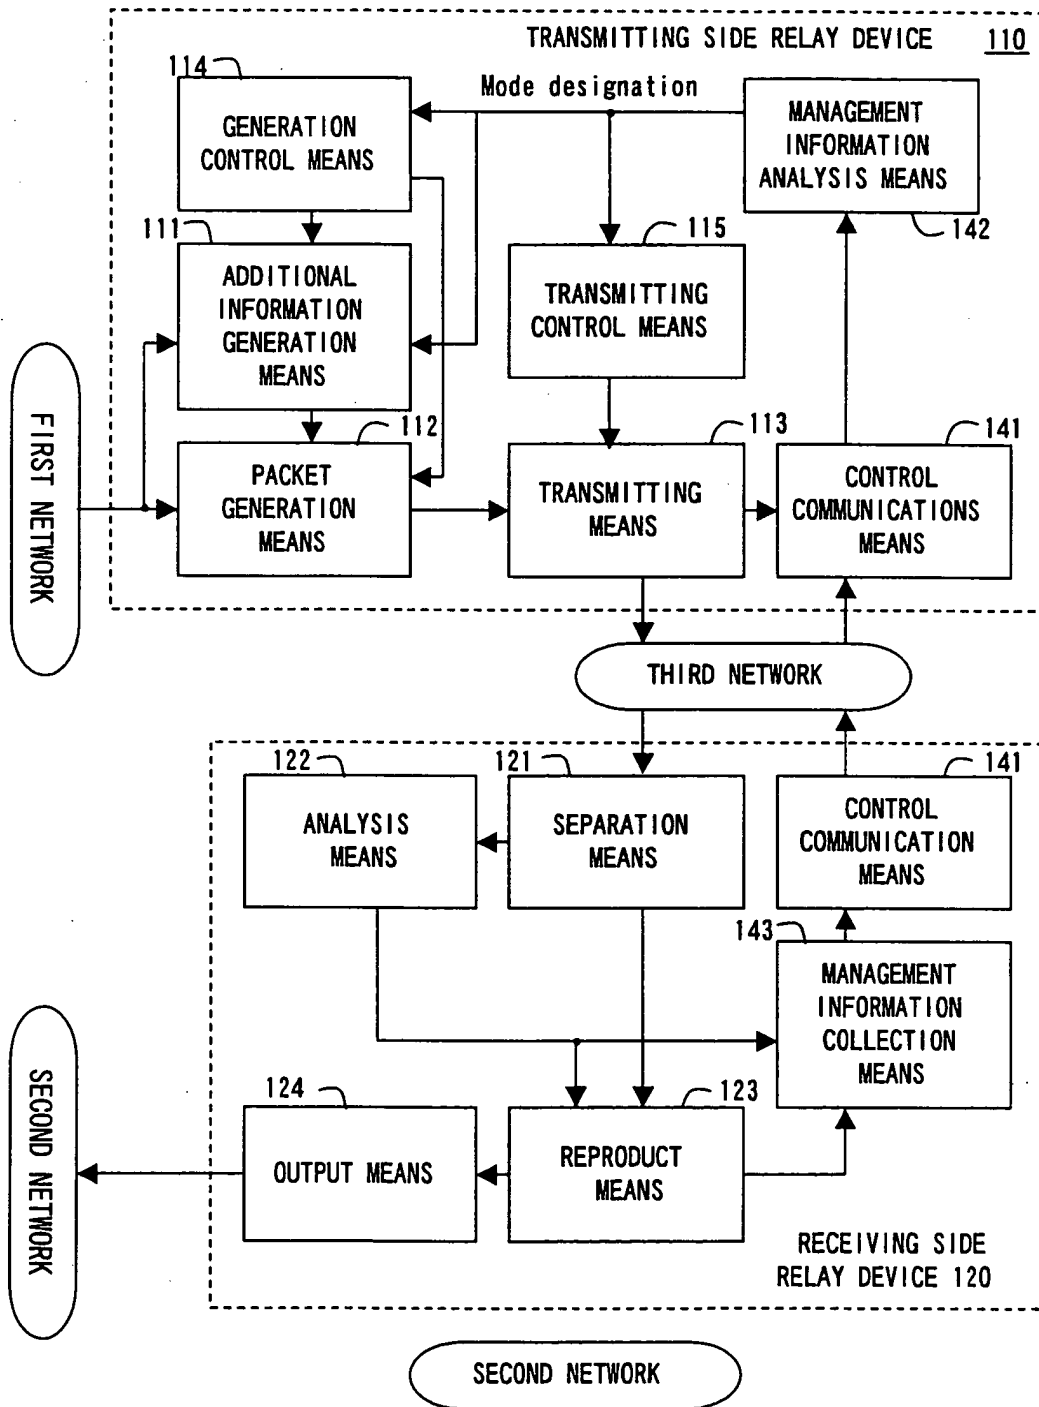 TRANSMITTING SIDE RELAY DEVICE 110
114
Mode designation
GENERATION
CONTROL MEANS
MANAGEMENT
INFORMATION
ANALYSIS MEANS
142
111
ADDITIONAL
INFORMATION
GENERATION
MEANS
115
TRANSMITTING
CONTROL MEANS
FIRST NETWORK
112
PACKET
GENERATION
MEANS
113
TRANSMITTING
MEANS
141
CONTROL
COMMUNICATIONS
MEANS
THIRD NETWORK
122
ANALYSIS
MEANS
121
SEPARATION
MEANS
141
CONTROL
COMMUNICATION
MEANS
143
MANAGEMENT
INFORMATION
COLLECTION
MEANS
SECOND NETWORK
124
OUTPUT MEANS
123
REPRODUCT
MEANS
RECEIVING SIDE
RELAY DEVICE 120
SECOND NETWORK